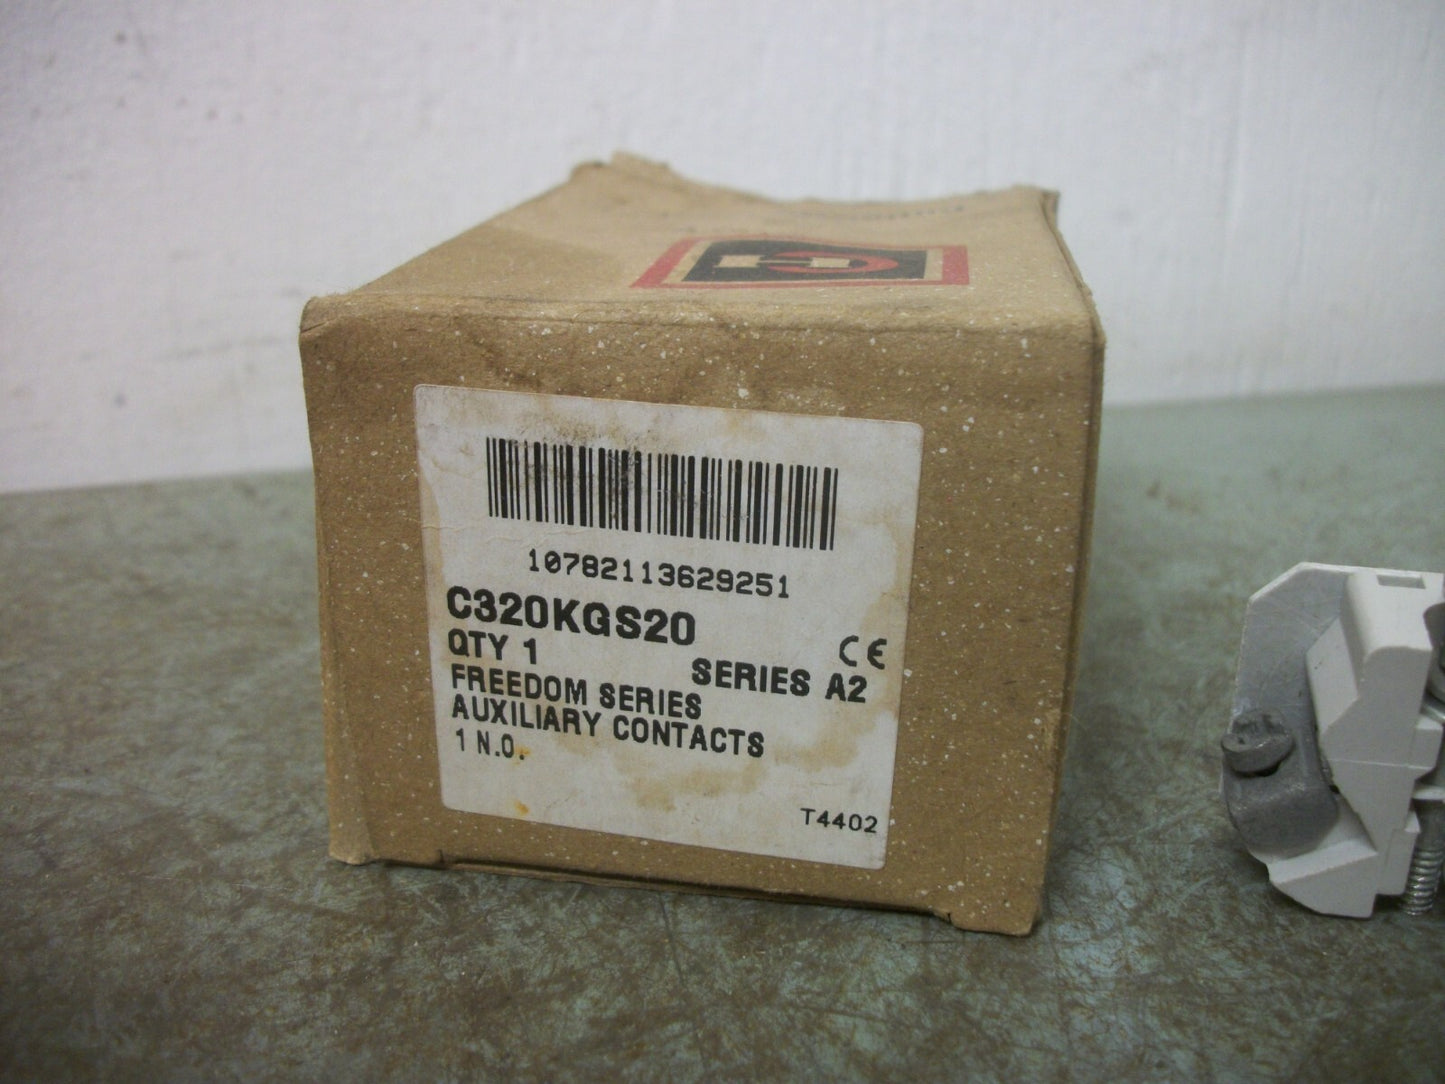 10782113629251
C320KGS20
QTY 1
CE
SERIES A2
FREEDOM SERIES
AUXILIARY CONTACTS
1 N.O.
T4402